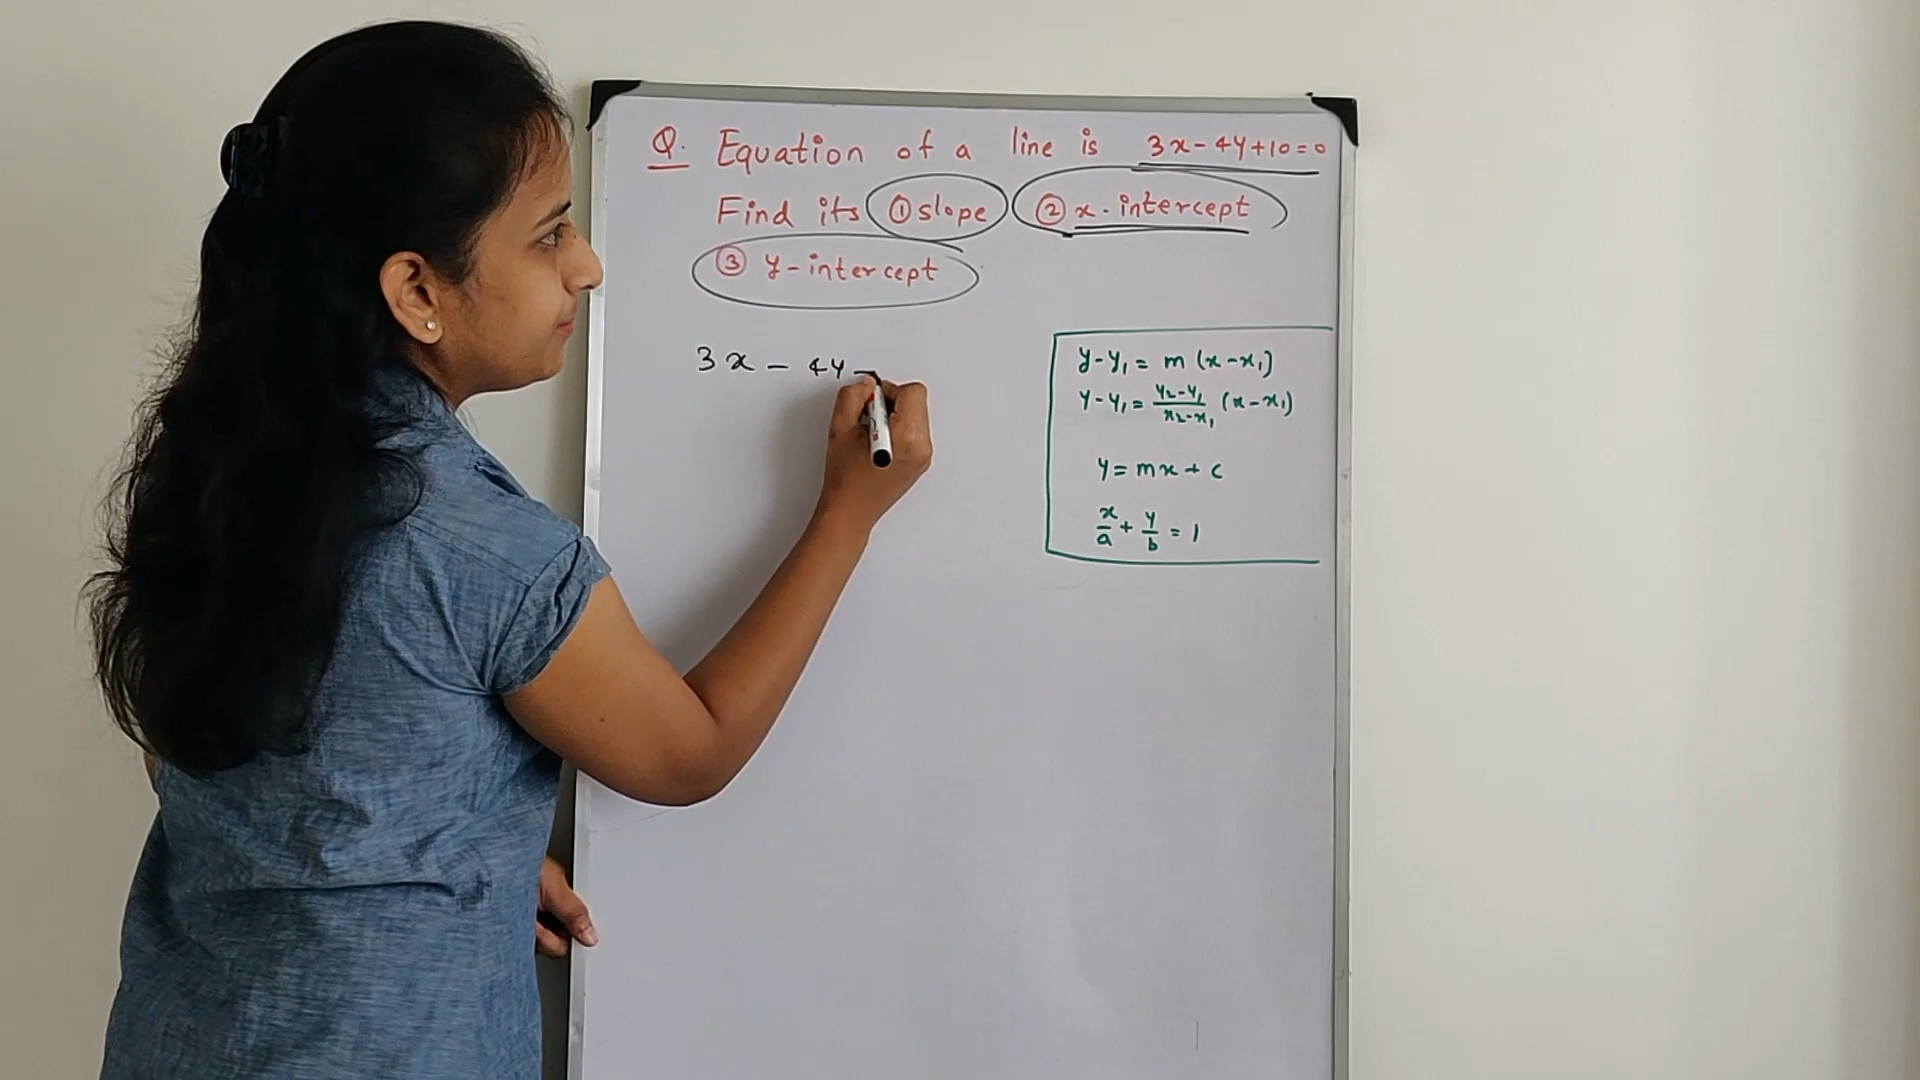 Q. Equation of a line is 3x-4y+10=0
Find its ① slope ② x-intercept
③ y-intercept
3x - 4y -
y-y₁ = m (x-x₁)
y-y₁ = y₂-y₁/x₂-x₁ (x-x₁)
y = mx + c
x/a + y/b = 1